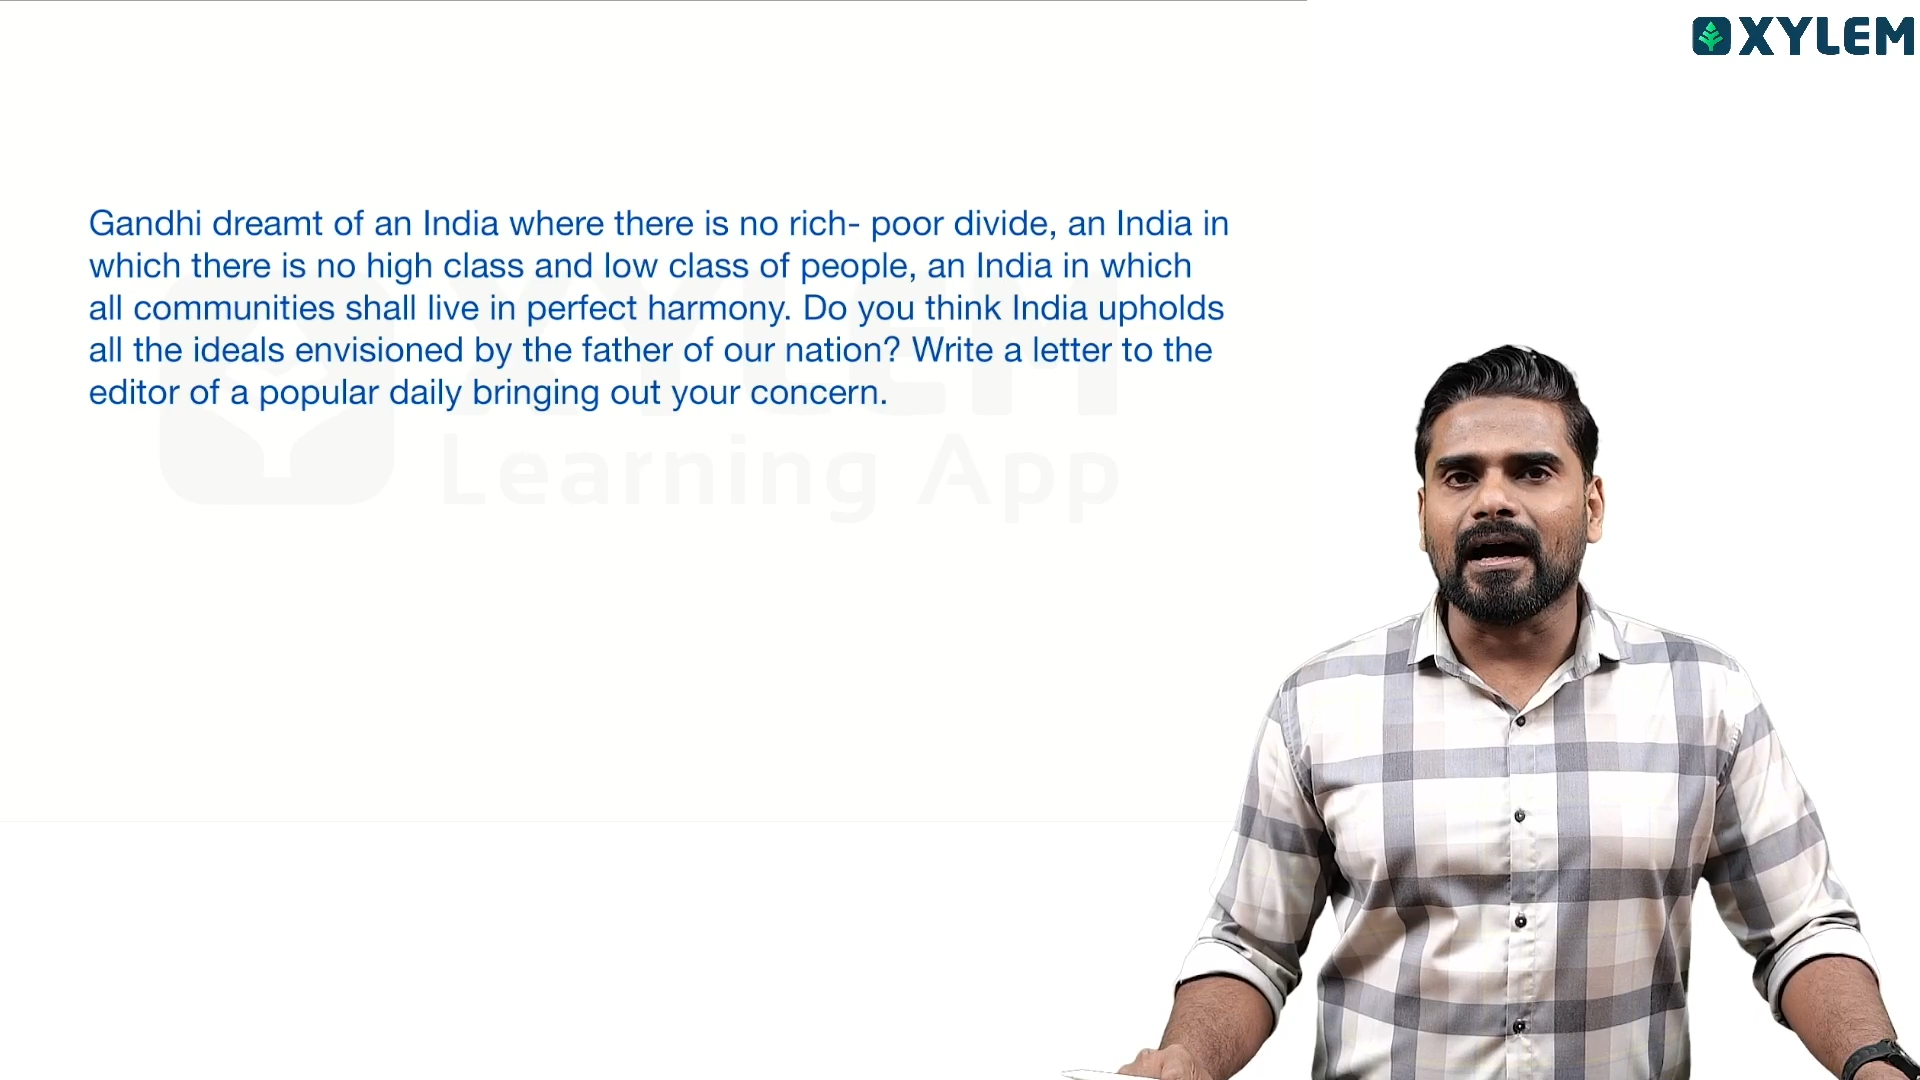 XYLEM
Gandhi dreamt of an India where there is no rich- poor divide, an India in
which there is no high class and low class of people, an India in which
all communities shall live in perfect harmony. Do you think India upholds
all the ideals envisioned by the father of our nation? Write a letter to the
editor of a popular daily bringing out your concern.
XYLEM
Learning App